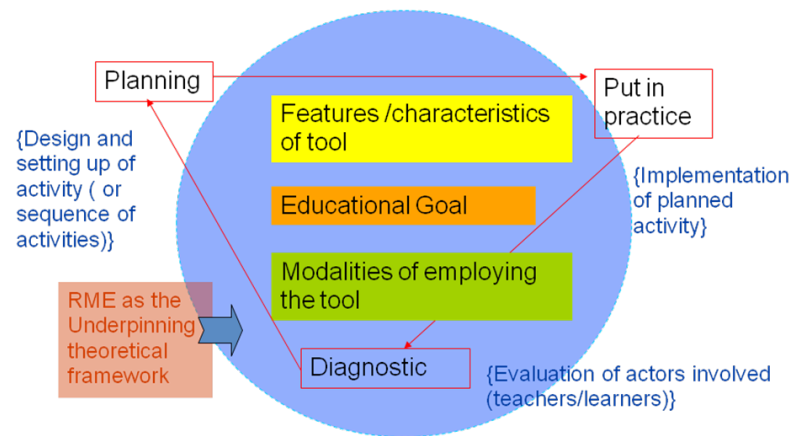 Planning
Put in
practice
Features /characteristics
of tool
{Design and
setting up of
activity ( or
sequence of
activities)}
{Implementation
of planned
activity}
Educational Goal
Modalities of employing
the tool
RME as the
Underpinning
theoretical
framework
Diagnostic
{Evaluation of actors involved
(teachers/learners)}